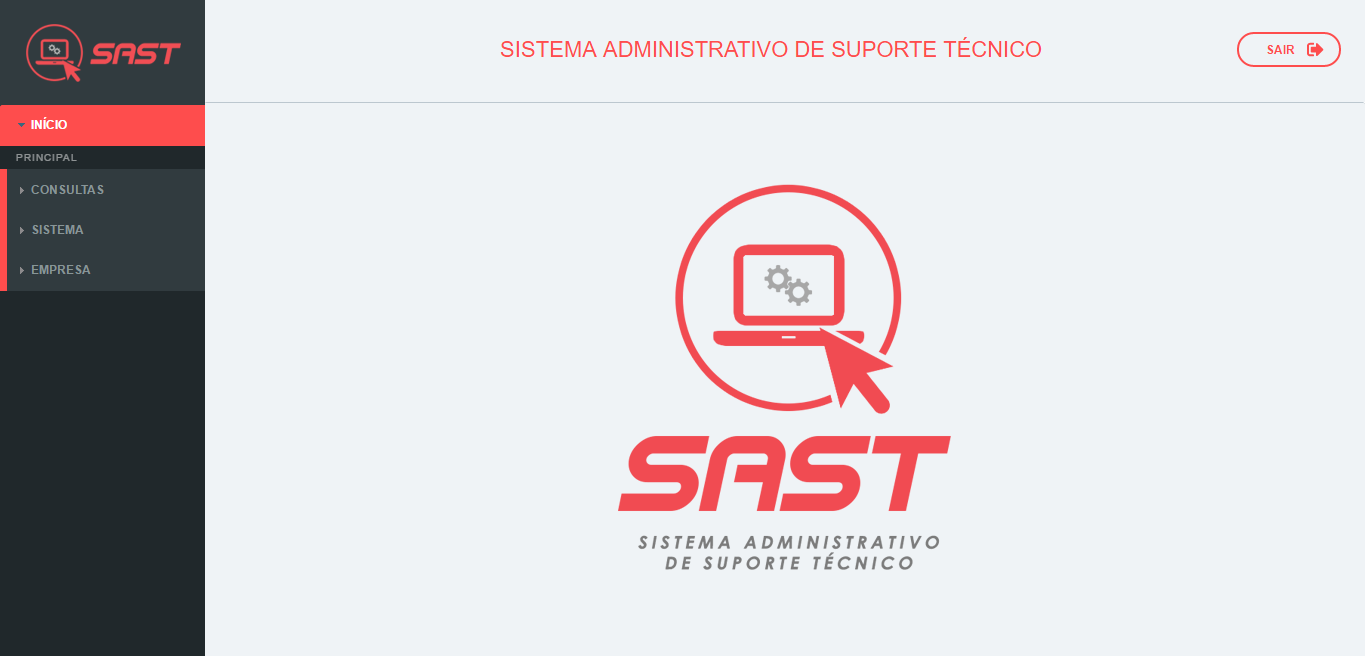 SAST
SISTEMA ADMINISTRATIVO DE SUPORTE TÉCNICO
SAIR
INÍCIO
PRINCIPAL
CONSULTAS
SISTEMA
EMPRESA
SAST
SISTEMA ADMINISTRATIVO
DE SUPORTE TÉCNICO